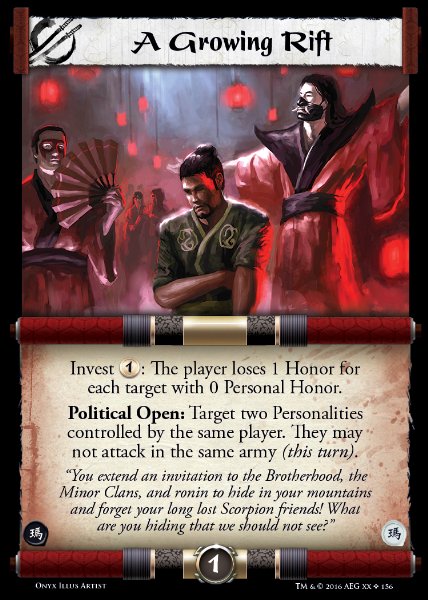 A Growing Rift
Invest 1: The player loses 1 Honor for
each target with 0 Personal Honor.
Political Open: Target two Personalities
controlled by the same player. They may
not attack in the same army (this turn).
“You extend an invitation to the Brotherhood, the
Minor Clans, and ronin to hide in your mountains
and forget your long lost Scorpion friends! What
are you hiding that we should not see?”
瑪 瑪
1
Onyx Illus Artist
TM & © 2016 AEG XX ❖ 156